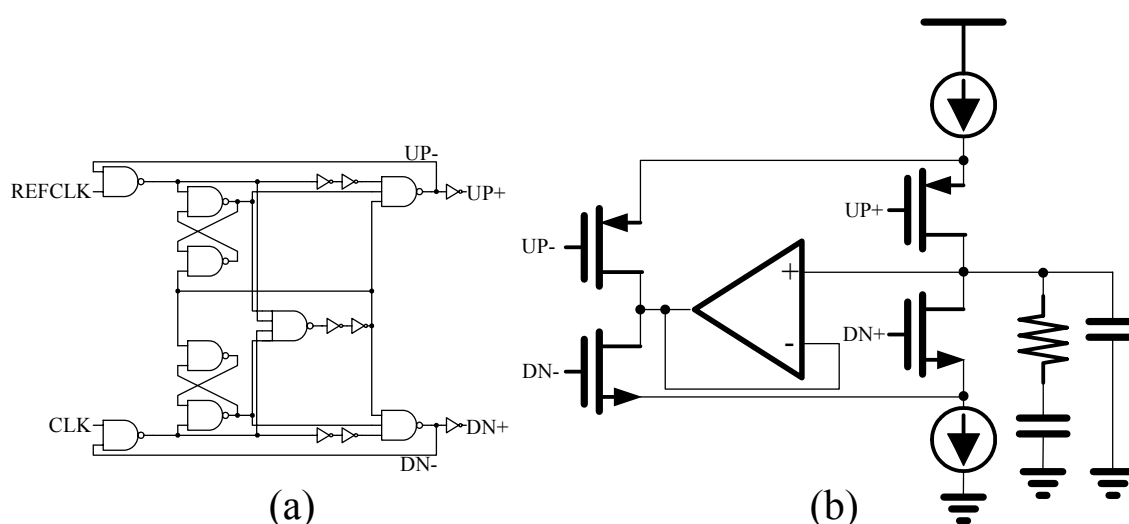 UP-
REFCLK
UP+
CLK
DN+
DN-
(a)
UP+
UP-
+
DN+
-
DN-
(b)